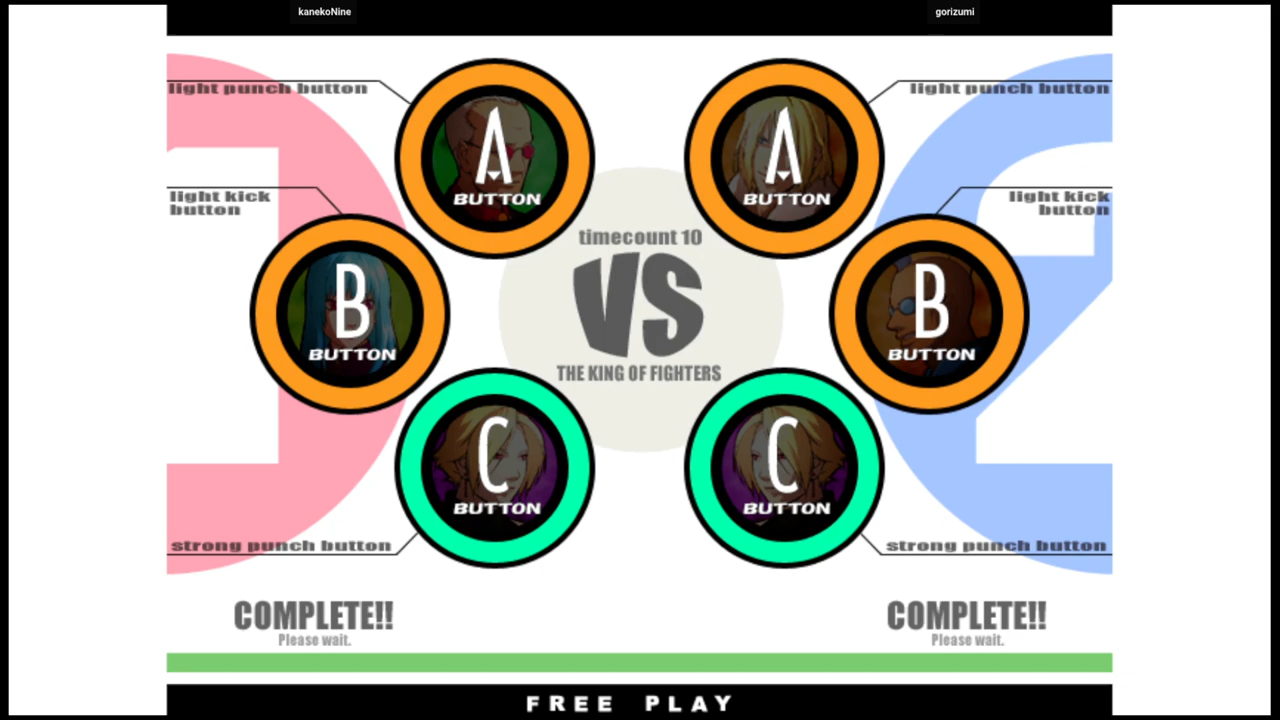 kanekoNine
gorizumi
light punch button
light punch button
A
BUTTON
A
BUTTON
light kick
button
light kick
button
timecount 10
VS
THE KING OF FIGHTERS
B
BUTTON
B
BUTTON
C
BUTTON
C
BUTTON
strong punch button
strong punch button
1
2
COMPLETE!!
Please wait.
COMPLETE!!
Please wait.
FREE PLAY